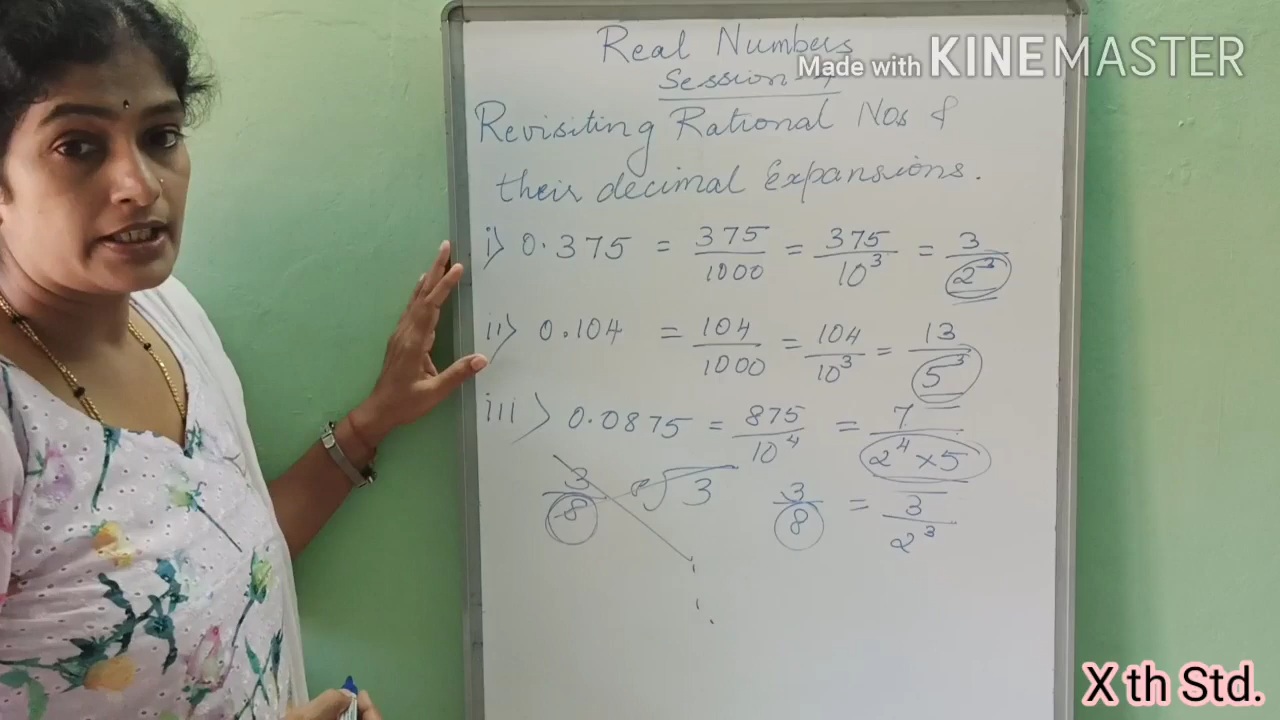 Real Numbers
Made with KINEMASTER
Session
Revisiting Rational Nos &
their decimal Expansions.
i) 0.375 = 375/1000 = 375/10³ = 3/2³
ii) 0.104 = 104/1000 = 104/10³ = 13/5³
iii) 0.0875 = 875/10⁴ = 7/2⁴×5
3/8 8√3 3/8 = 3/2³
X th Std.